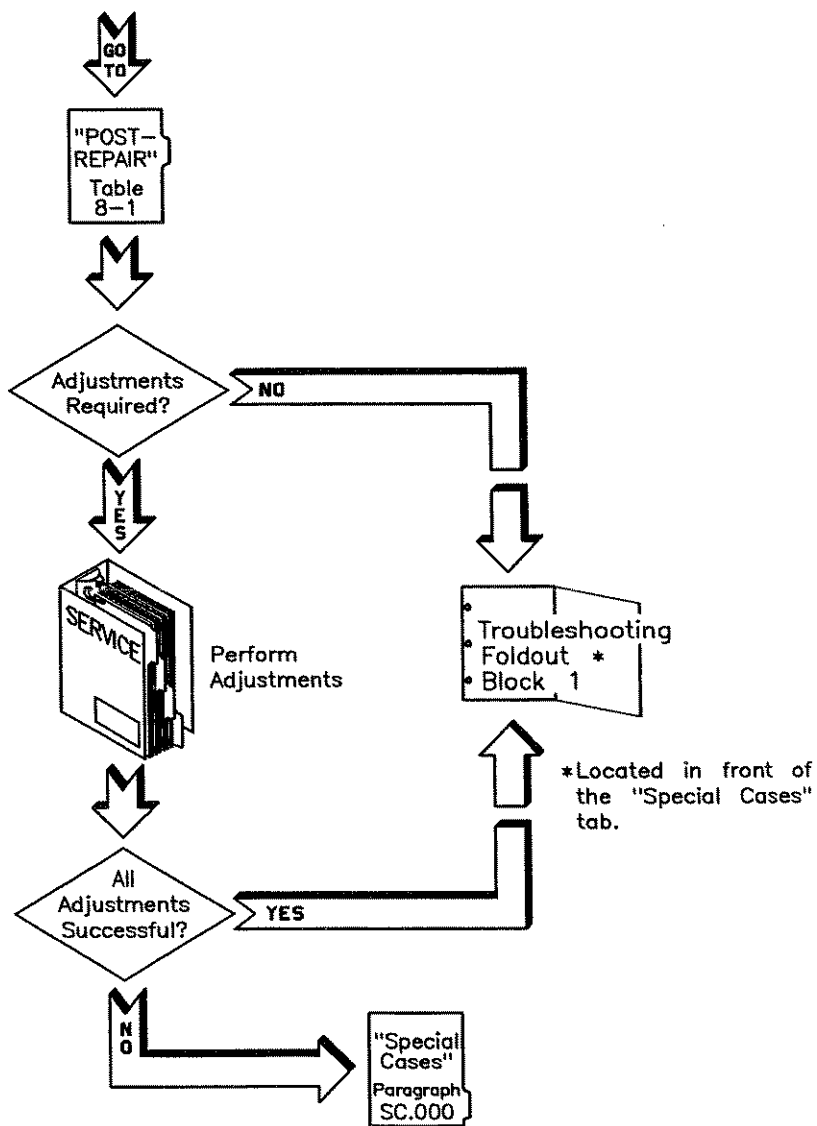 GO
TO
"POST-
REPAIR"
Table
8-1
Adjustments
Required?
NO
YES
SERVICE
Perform
Adjustments
Troubleshooting
Foldout *
Block 1
*Located in front of
the "Special Cases"
tab.
All
Adjustments
Successful?
YES
NO
"Special
Cases"
Paragraph
SC.000